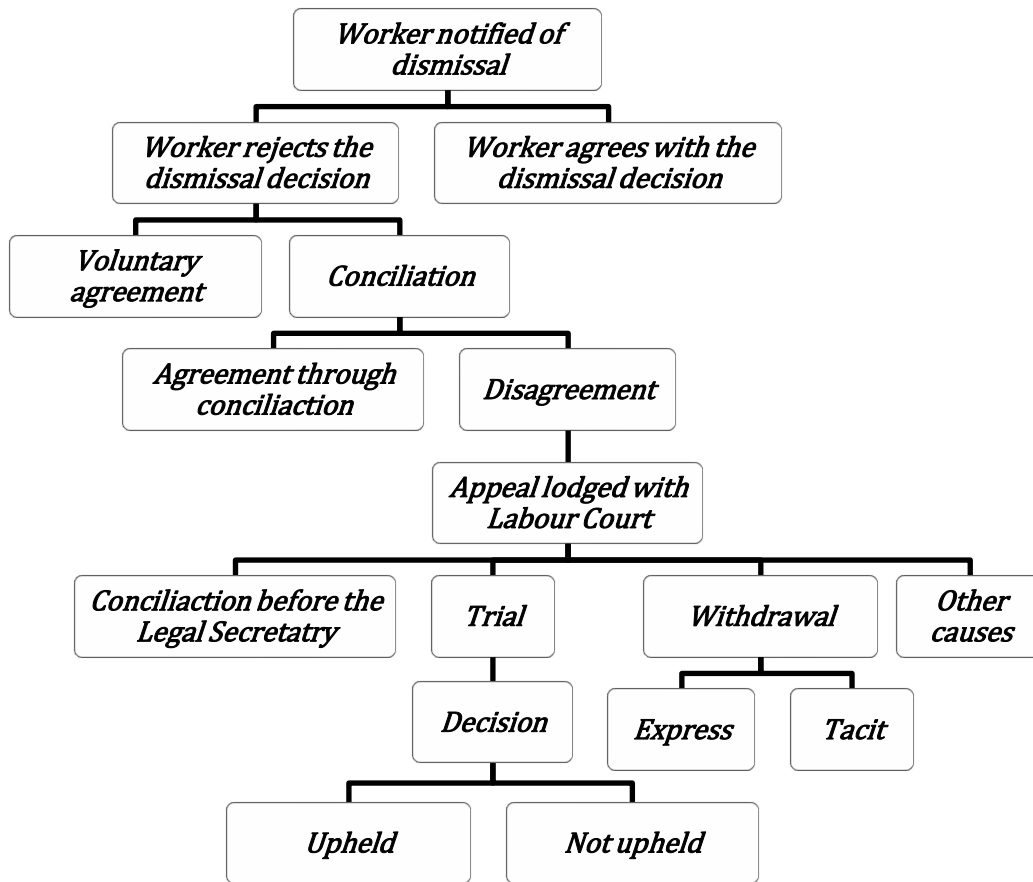 Worker notified of
dismissal
Worker rejects the
dismissal decision
Worker agrees with the
dismissal decision
Voluntary
agreement
Conciliation
Agreement through
conciliaction
Disagreement
Appeal lodged with
Labour Court
Conciliaction before the
Legal Secretatry
Trial
Withdrawal
Other
causes
Decision
Express
Tacit
Upheld
Not upheld